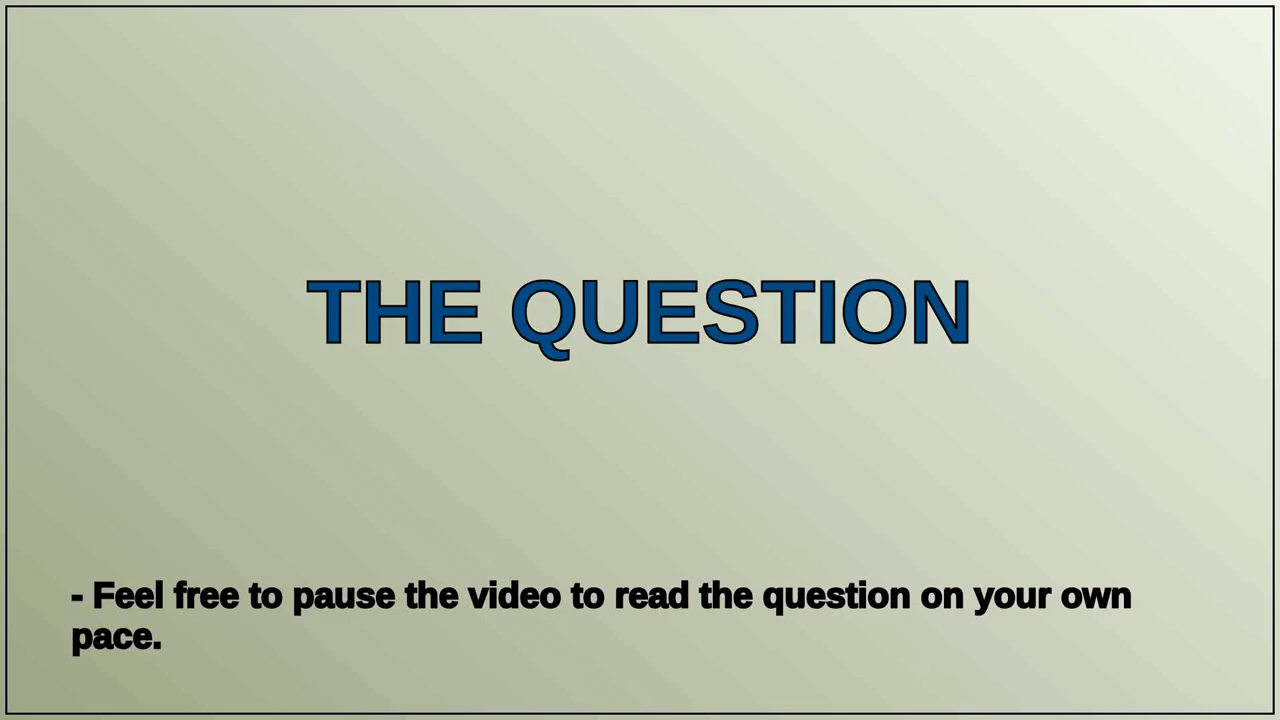 THE QUESTION
- Feel free to pause the video to read the question on your own
pace.